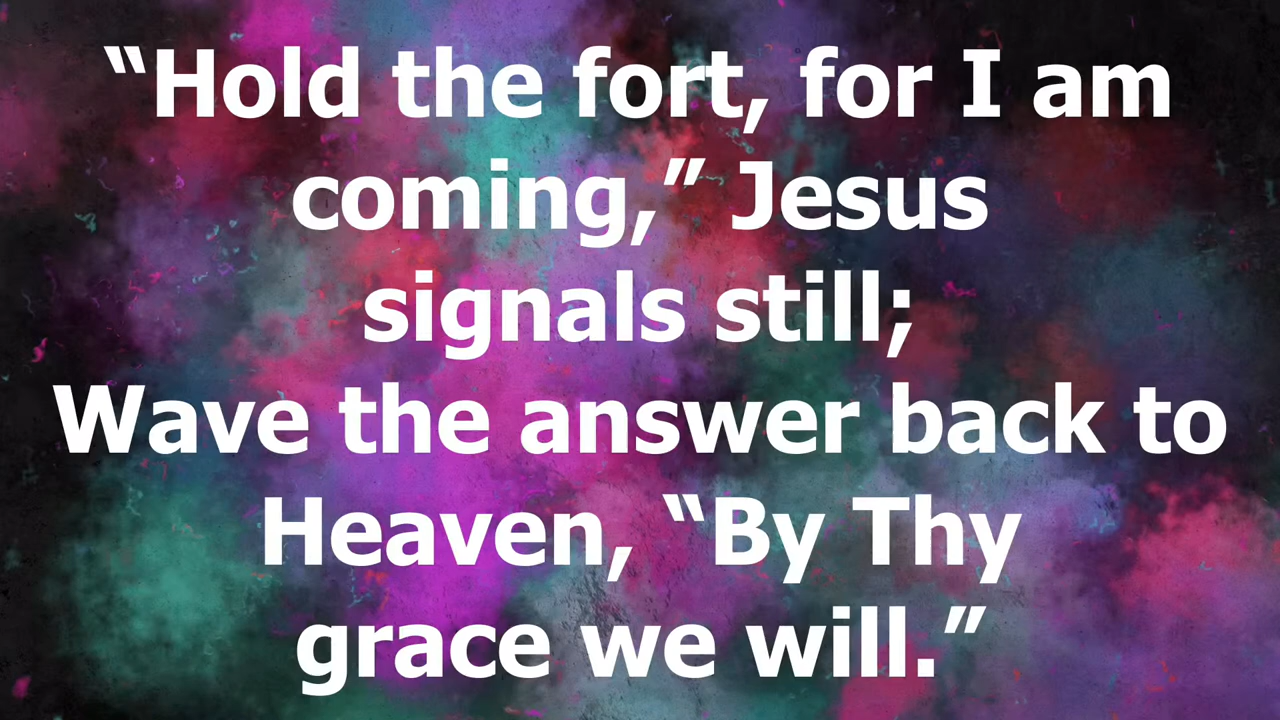 “Hold the fort, for I am
coming,” Jesus
signals still;
Wave the answer back to
Heaven, “By Thy
grace we will.”